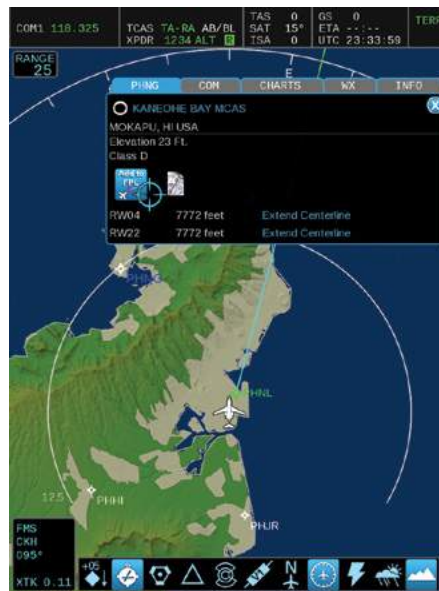 COM1 118.325
TCAS TA-RA AB/BL
XPDR 1234 ALT R
TAS 0
SAT 15°
ISA 0
GS 0
ETA --:--
UTC 23:33:59
TERR
RANGE
25
E
PHNG COM CHARTS WX INFO
KANEOHE BAY MCAS
X
MOKAPU, HI USA
Elevation 23 Ft.
Class D
Add to
FPL
RW04 7772 feet Extend Centerline
RW22 7772 feet Extend Centerline
PHNG
PHNL
12.5
PHHI
PHJR
FMS
CKH
095°
XTK 0.11
+05
N